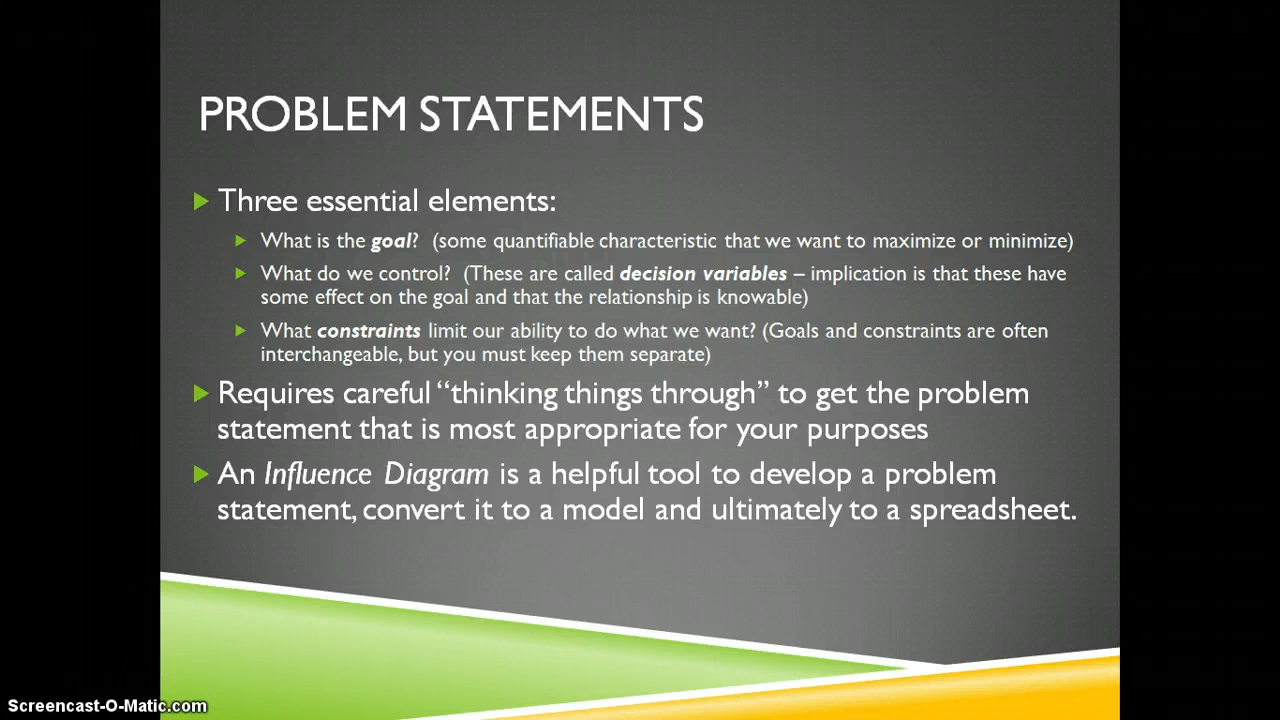 PROBLEM STATEMENTS
Three essential elements:
What is the goal? (some quantifiable characteristic that we want to maximize or minimize)
What do we control? (These are called decision variables – implication is that these have
some effect on the goal and that the relationship is knowable)
What constraints limit our ability to do what we want? (Goals and constraints are often
interchangeable, but you must keep them separate)
Requires careful “thinking things through” to get the problem
statement that is most appropriate for your purposes
An Influence Diagram is a helpful tool to develop a problem
statement, convert it to a model and ultimately to a spreadsheet.
Screencast-O-Matic.com